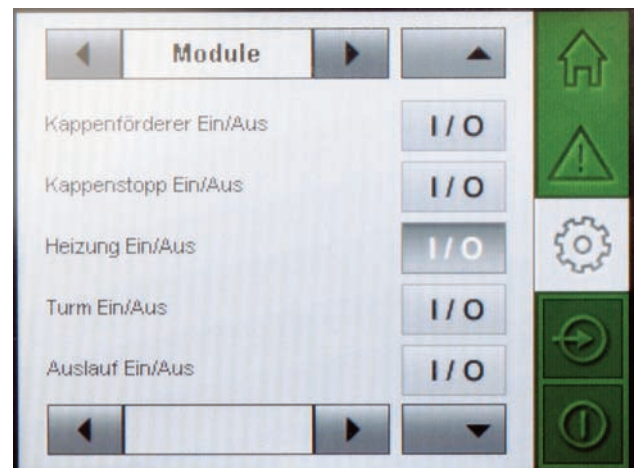 Module
Kappenförderer Ein/Aus I / O
Kappenstopp Ein/Aus I / O
Heizung Ein/Aus I / O
Turm Ein/Aus I / O
Auslauf Ein/Aus I / O